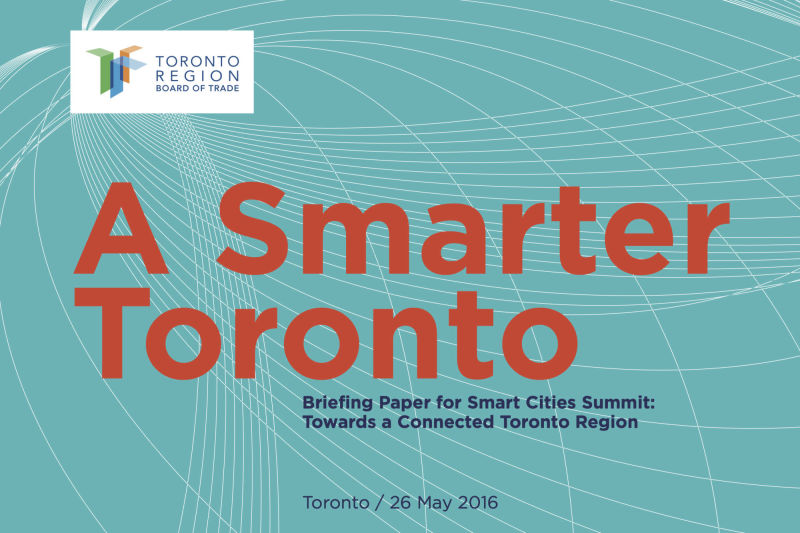 TORONTO
REGION
BOARD OF TRADE
A Smarter
Toronto
Briefing Paper for Smart Cities Summit:
Towards a Connected Toronto Region
Toronto / 26 May 2016